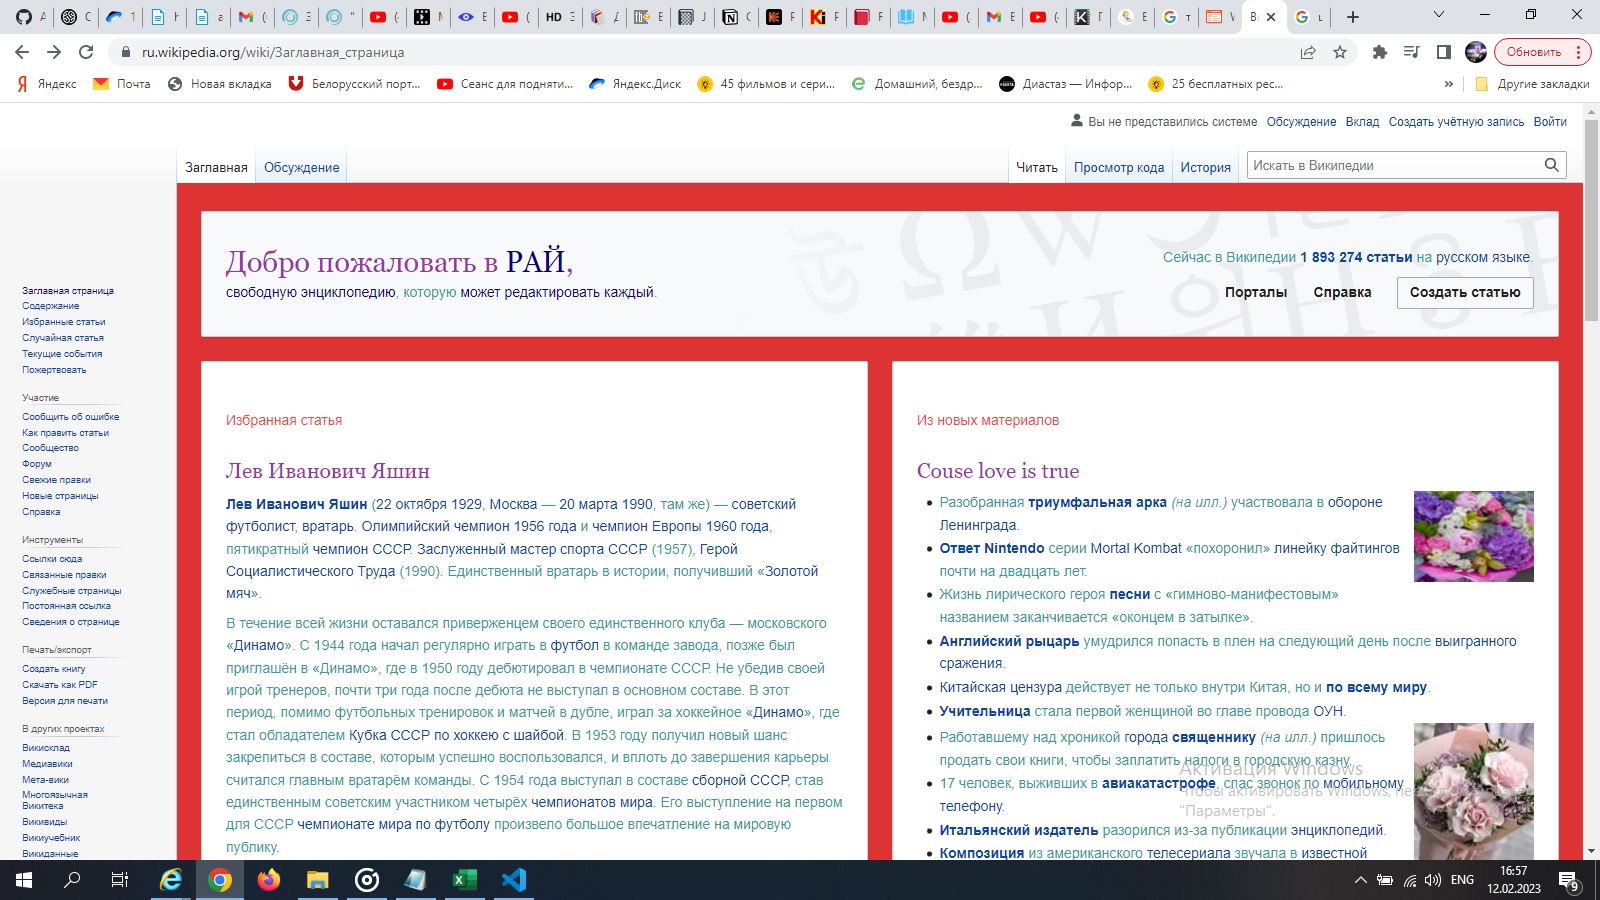 ru.wikipedia.org/wiki/Заглавная_страница
Обновить
Яндекс
Почта
Новая вкладка
Белорусский порт...
Сеанс для подняти...
Яндекс.Диск
45 фильмов и сери...
Домашний, бездр...
Диастаз — Инфор...
25 бесплатных рес...
»
Другие закладки
Вы не представились системе Обсуждение Вклад Создать учётную запись Войти
Заглавная Обсуждение
Читать Просмотр кода История Искать в Википедии
Добро пожаловать в РАЙ,
свободную энциклопедию, которую может редактировать каждый.
Сейчас в Википедии 1 893 274 статьи на русском языке.
Порталы Справка Создать статью
Заглавная страница
Содержание
Избранные статьи
Случайная статья
Текущие события
Пожертвовать
Участие
Сообщить об ошибке
Как править статьи
Сообщество
Форум
Свежие правки
Новые страницы
Справка
Инструменты
Ссылки сюда
Связанные правки
Служебные страницы
Постоянная ссылка
Сведения о странице
Печать/экспорт
Создать книгу
Скачать как PDF
Версия для печати
В других проектах
Викисклад
Медиавики
Мета-вики
Многоязычная
Викитека
Викивиды
Викиучебник
Викиданные
Избранная статья
Лев Иванович Яшин
Лев Иванович Яшин (22 октября 1929, Москва — 20 марта 1990, там же) — советский
футболист, вратарь. Олимпийский чемпион 1956 года и чемпион Европы 1960 года,
пятикратный чемпион СССР. Заслуженный мастер спорта СССР (1957), Герой
Социалистического Труда (1990). Единственный вратарь в истории, получивший «Золотой
мяч».
В течение всей жизни оставался приверженцем своего единственного клуба — московского
«Динамо». С 1944 года начал регулярно играть в футбол в команде завода, позже был
приглашён в «Динамо», где в 1950 году дебютировал в чемпионате СССР. Не убедив своей
игрой тренеров, почти три года после дебюта не выступал в основном составе. В этот
период, помимо футбольных тренировок и матчей в дубле, играл за хоккейное «Динамо», где
стал обладателем Кубка СССР по хоккею с шайбой. В 1953 году получил новый шанс
закрепиться в составе, которым успешно воспользовался, и вплоть до завершения карьеры
считался главным вратарём команды. С 1954 года выступал в составе сборной СССР, став
единственным советским участником четырёх чемпионатов мира. Его выступление на первом
для СССР чемпионате мира по футболу произвело большое впечатление на мировую
публику.
Из новых материалов
Couse love is true
Разобранная триумфальная арка (на илл.) участвовала в обороне
Ленинграда.
Ответ Nintendo серии Mortal Kombat «похоронил» линейку файтингов
почти на двадцать лет.
Жизнь лирического героя песни с «гимново-манифестовым»
названием заканчивается «оконцем в затылке».
Английский рыцарь умудрился попасть в плен на следующий день после выигранного
сражения.
Китайская цензура действует не только внутри Китая, но и по всему миру.
Учительница стала первой женщиной во главе провода ОУН.
Работавшему над хроникой города священнику (на илл.) пришлось
продать свои книги, чтобы заплатить налоги в городскую казну.
17 человек, выживших в авиакатастрофе, спас звонок по мобильному
телефону.
Итальянский издатель разорился из-за публикации энциклопедий.
Композиция из американского телесериала звучала в известной
Активация Windows
Чтобы активировать Windows,
"Параметры".
ENG
16:57
12.02.2023
9